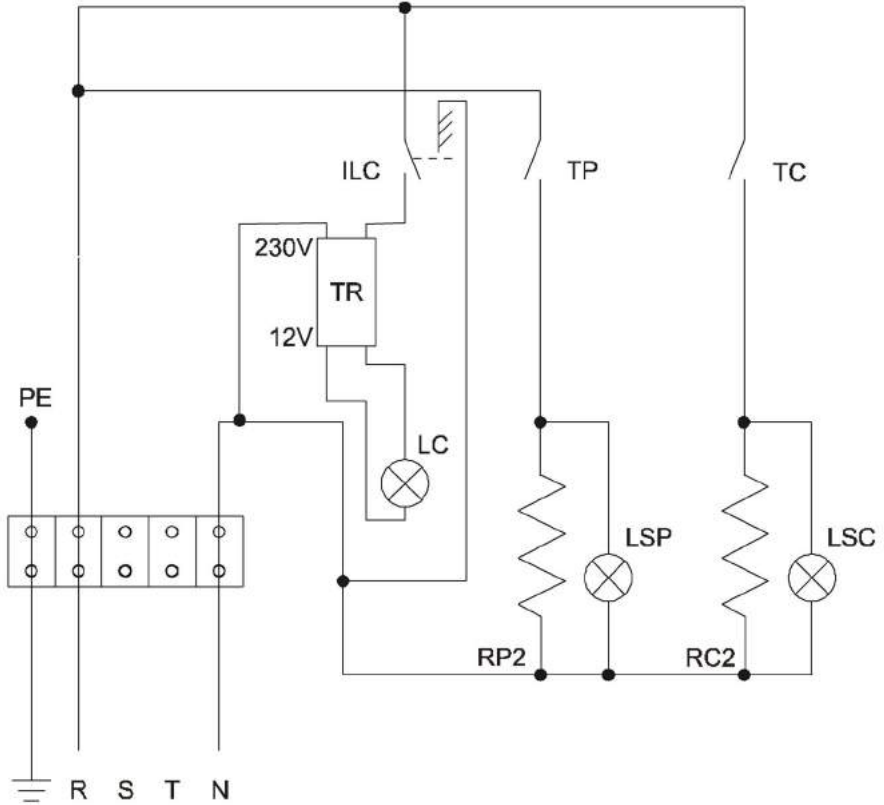 ILC
TP
TC
230V
TR
12V
PE
LC
LSP
LSC
RP2
RC2
R S T N